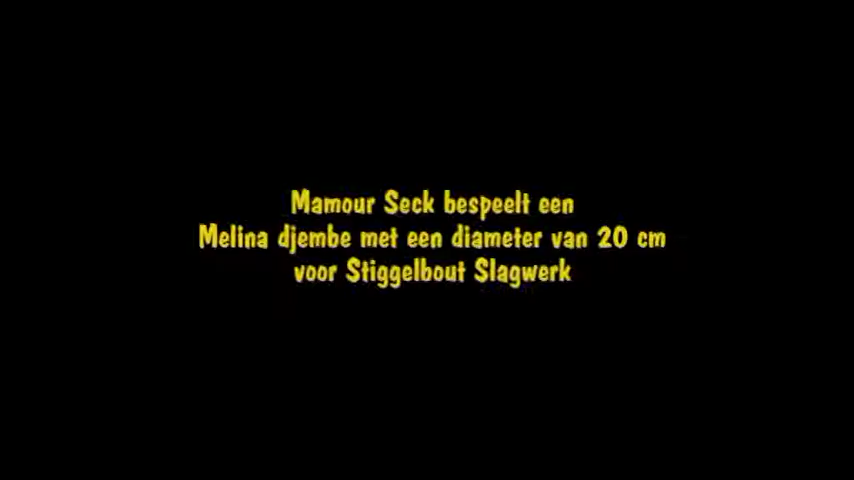 Mamour Seck bespeelt een
Melina djembe met een diameter van 20 cm
voor Stiggelbout Slagwerk